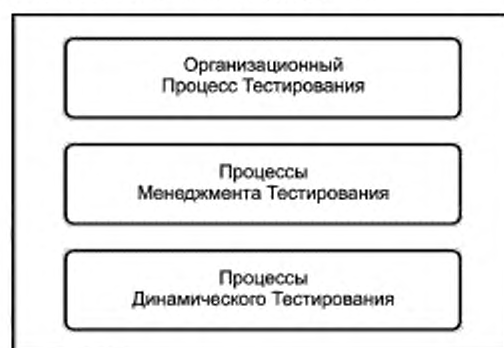 Организационный
Процесс Тестирования
Процессы
Менеджмента Тестирования
Процессы
Динамического Тестирования